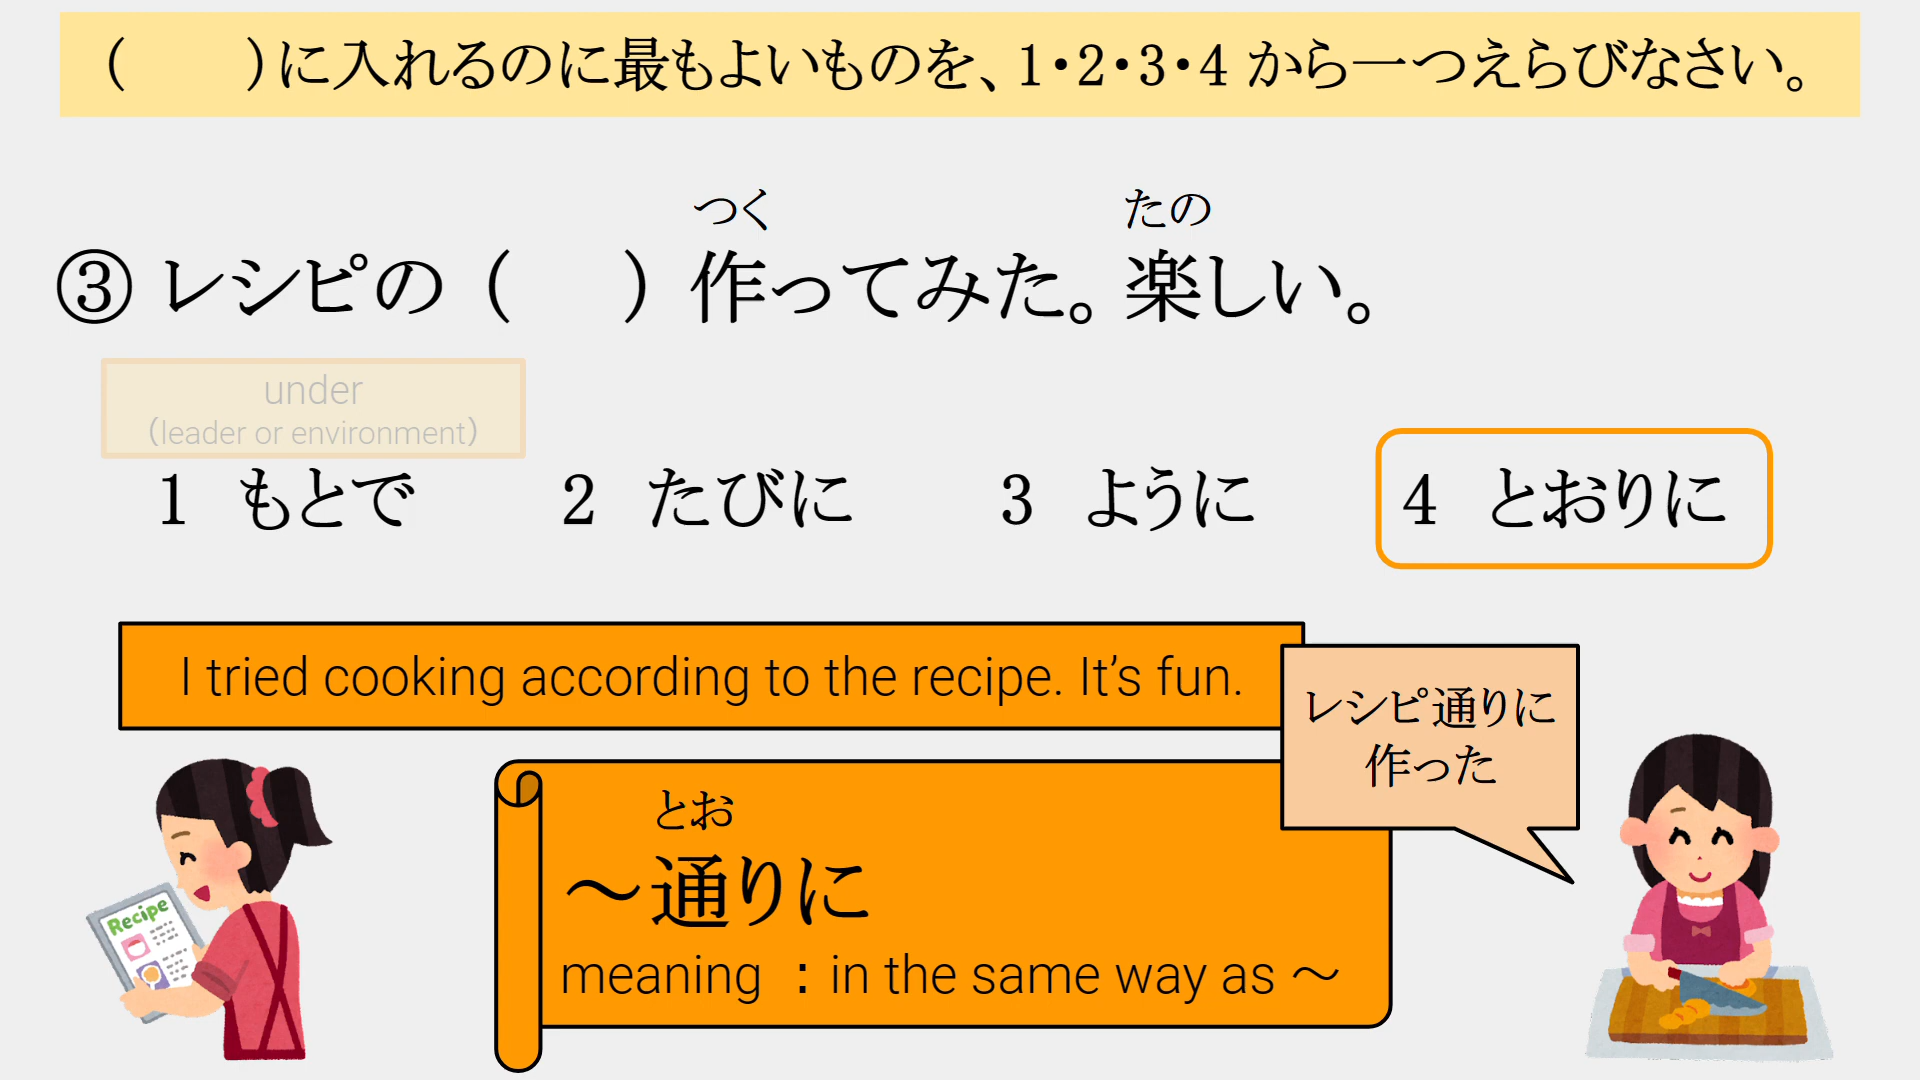 （　　）に入れるのに最もよいものを、1・2・3・4 から一つえらびなさい。
つく　たの
③ レシピの（　　）作ってみた。楽しい。
under
（leader or environment）
1 もとで　2 たびに　3 ように　4 とおりに
I tried cooking according to the recipe. It's fun.
レシピ通りに
作った
とお
～通りに
meaning ：in the same way as ～
Recipe